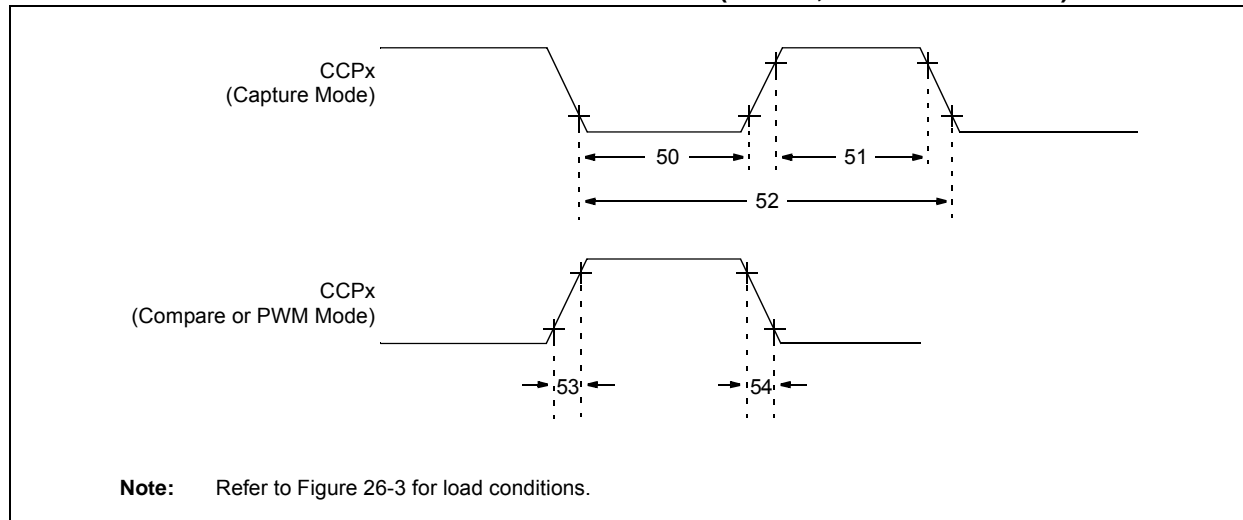 CCPx
(Capture Mode)
50
51
52
CCPx
(Compare or PWM Mode)
53
54
Note: Refer to Figure 26-3 for load conditions.